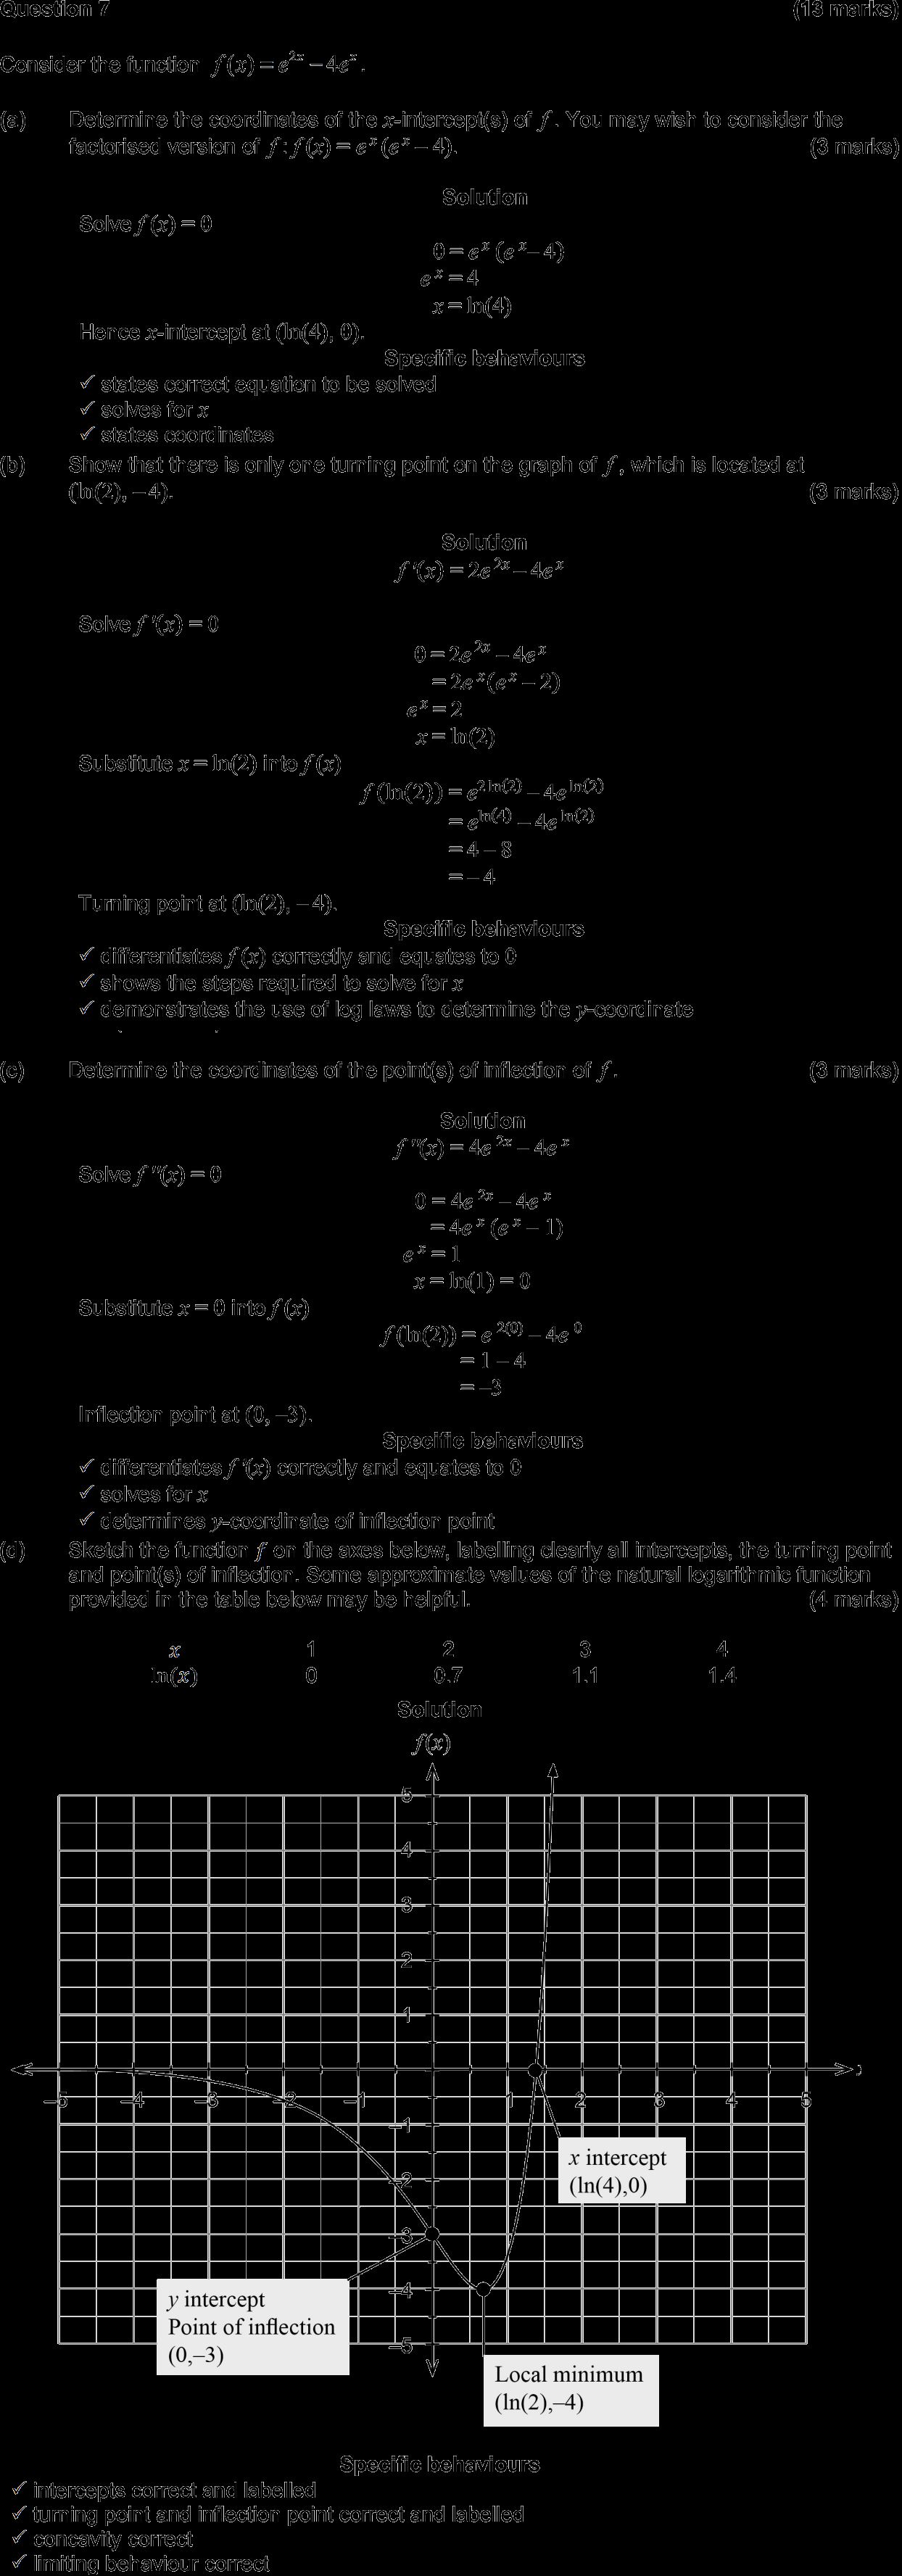 Question 7 (13 marks)
Consider the function f(x) = e^{2x} – 4e^{x}.
(a) Determine the coordinates of the x-intercept(s) of f. You may wish to consider the
factorised version of f : f(x) = e^{x}(e^{x} – 4). (3 marks)
Solution
Solve f(x) = 0
0 = e^{x} (e^{x} – 4)
e^{x} = 4
x = ln(4)
Hence x-intercept at (ln(4), 0).
Specific behaviours
✓ states correct equation to be solved
✓ solves for x
✓ states coordinates
(b) Show that there is only one turning point on the graph of f, which is located at
(ln(2), –4). (3 marks)
Solution
f '(x) = 2e^{2x} – 4e^{x}
Solve f '(x) = 0
0 = 2e^{2x} – 4e^{x}
= 2e^{x}(e^{x} – 2)
e^{x} = 2
x = ln(2)
Substitute x = ln(2) into f(x)
f(ln(2)) = e^{2 ln(2)} – 4e^{ln(2)}
= e^{ln(4)} – 4e^{ln(2)}
= 4 – 8
= – 4
Turning point at (ln(2), – 4).
Specific behaviours
✓ differentiates f(x) correctly and equates to 0
✓ shows the steps required to solve for x
✓ demonstrates the use of log laws to determine the y-coordinate
(c) Determine the coordinates of the point(s) of inflection of f. (3 marks)
Solution
f ''(x) = 4e^{2x} – 4e^{x}
Solve f ''(x) = 0
0 = 4e^{2x} – 4e^{x}
= 4e^{x} (e^{x} – 1)
e^{x} = 1
x = ln(1) = 0
Substitute x = 0 into f(x)
f(ln(2)) = e^{2(0)} – 4e^{0}
= 1 – 4
= –3
Inflection point at (0, –3).
Specific behaviours
✓ differentiates f '(x) correctly and equates to 0
✓ solves for x
✓ determines y-coordinate of inflection point
(d) Sketch the function f on the axes below, labelling clearly all intercepts, the turning point
and point(s) of inflection. Some approximate values of the natural logarithmic function
provided in the table below may be helpful. (4 marks)
x 1 2 3 4
ln(x) 0 0.7 1.1 1.4
Solution
f(x)
5
4
3
2
1
x
–5 –4 –3 –2 –1 1 2 3 4 5
–1
–2
–3
–4
–5
x intercept
(ln(4),0)
y intercept
Point of inflection
(0,–3)
Local minimum
(ln(2),–4)
Specific behaviours
✓ intercepts correct and labelled
✓ turning point and inflection point correct and labelled
✓ concavity correct
✓ limiting behaviour correct